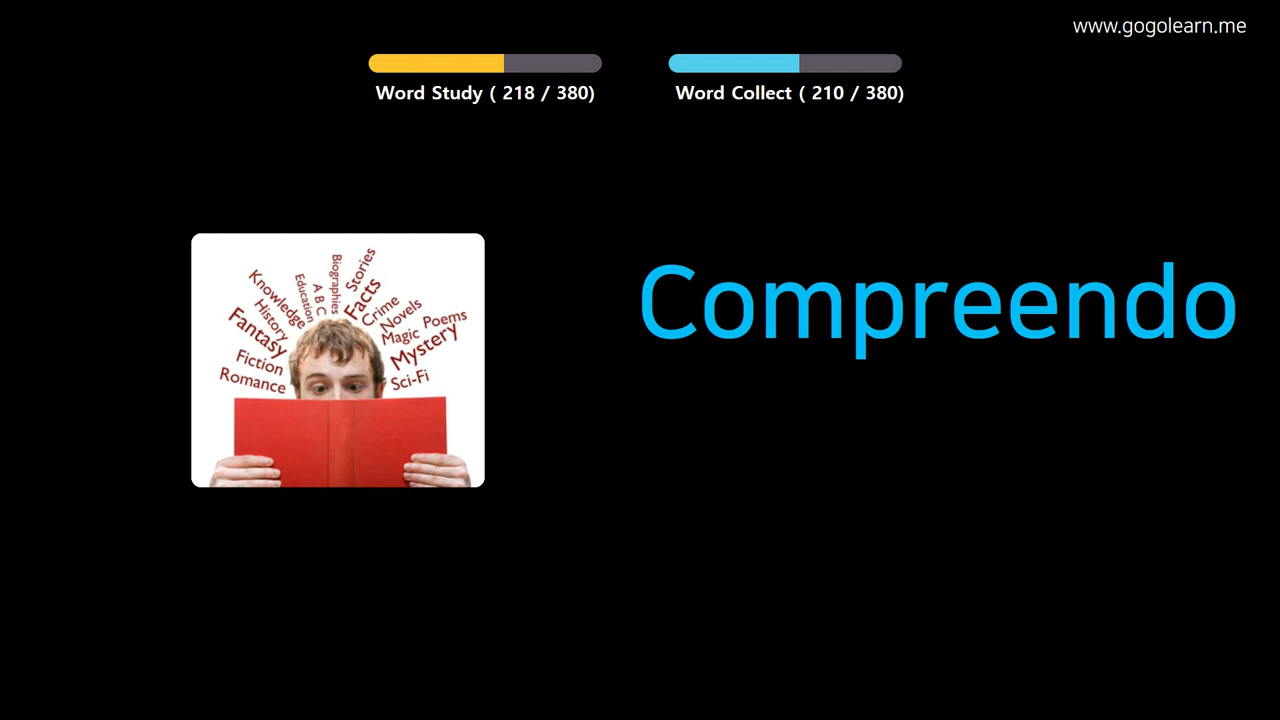 www.gogolearn.me
Word Study ( 218 / 380)
Word Collect ( 210 / 380)
Compreendo
Knowledge
History
Fantasy
Fiction
Romance
Education
A B C
Biographies
Stories
Facts
Crime
Novels
Magic
Poems
Mystery
Sci-Fi